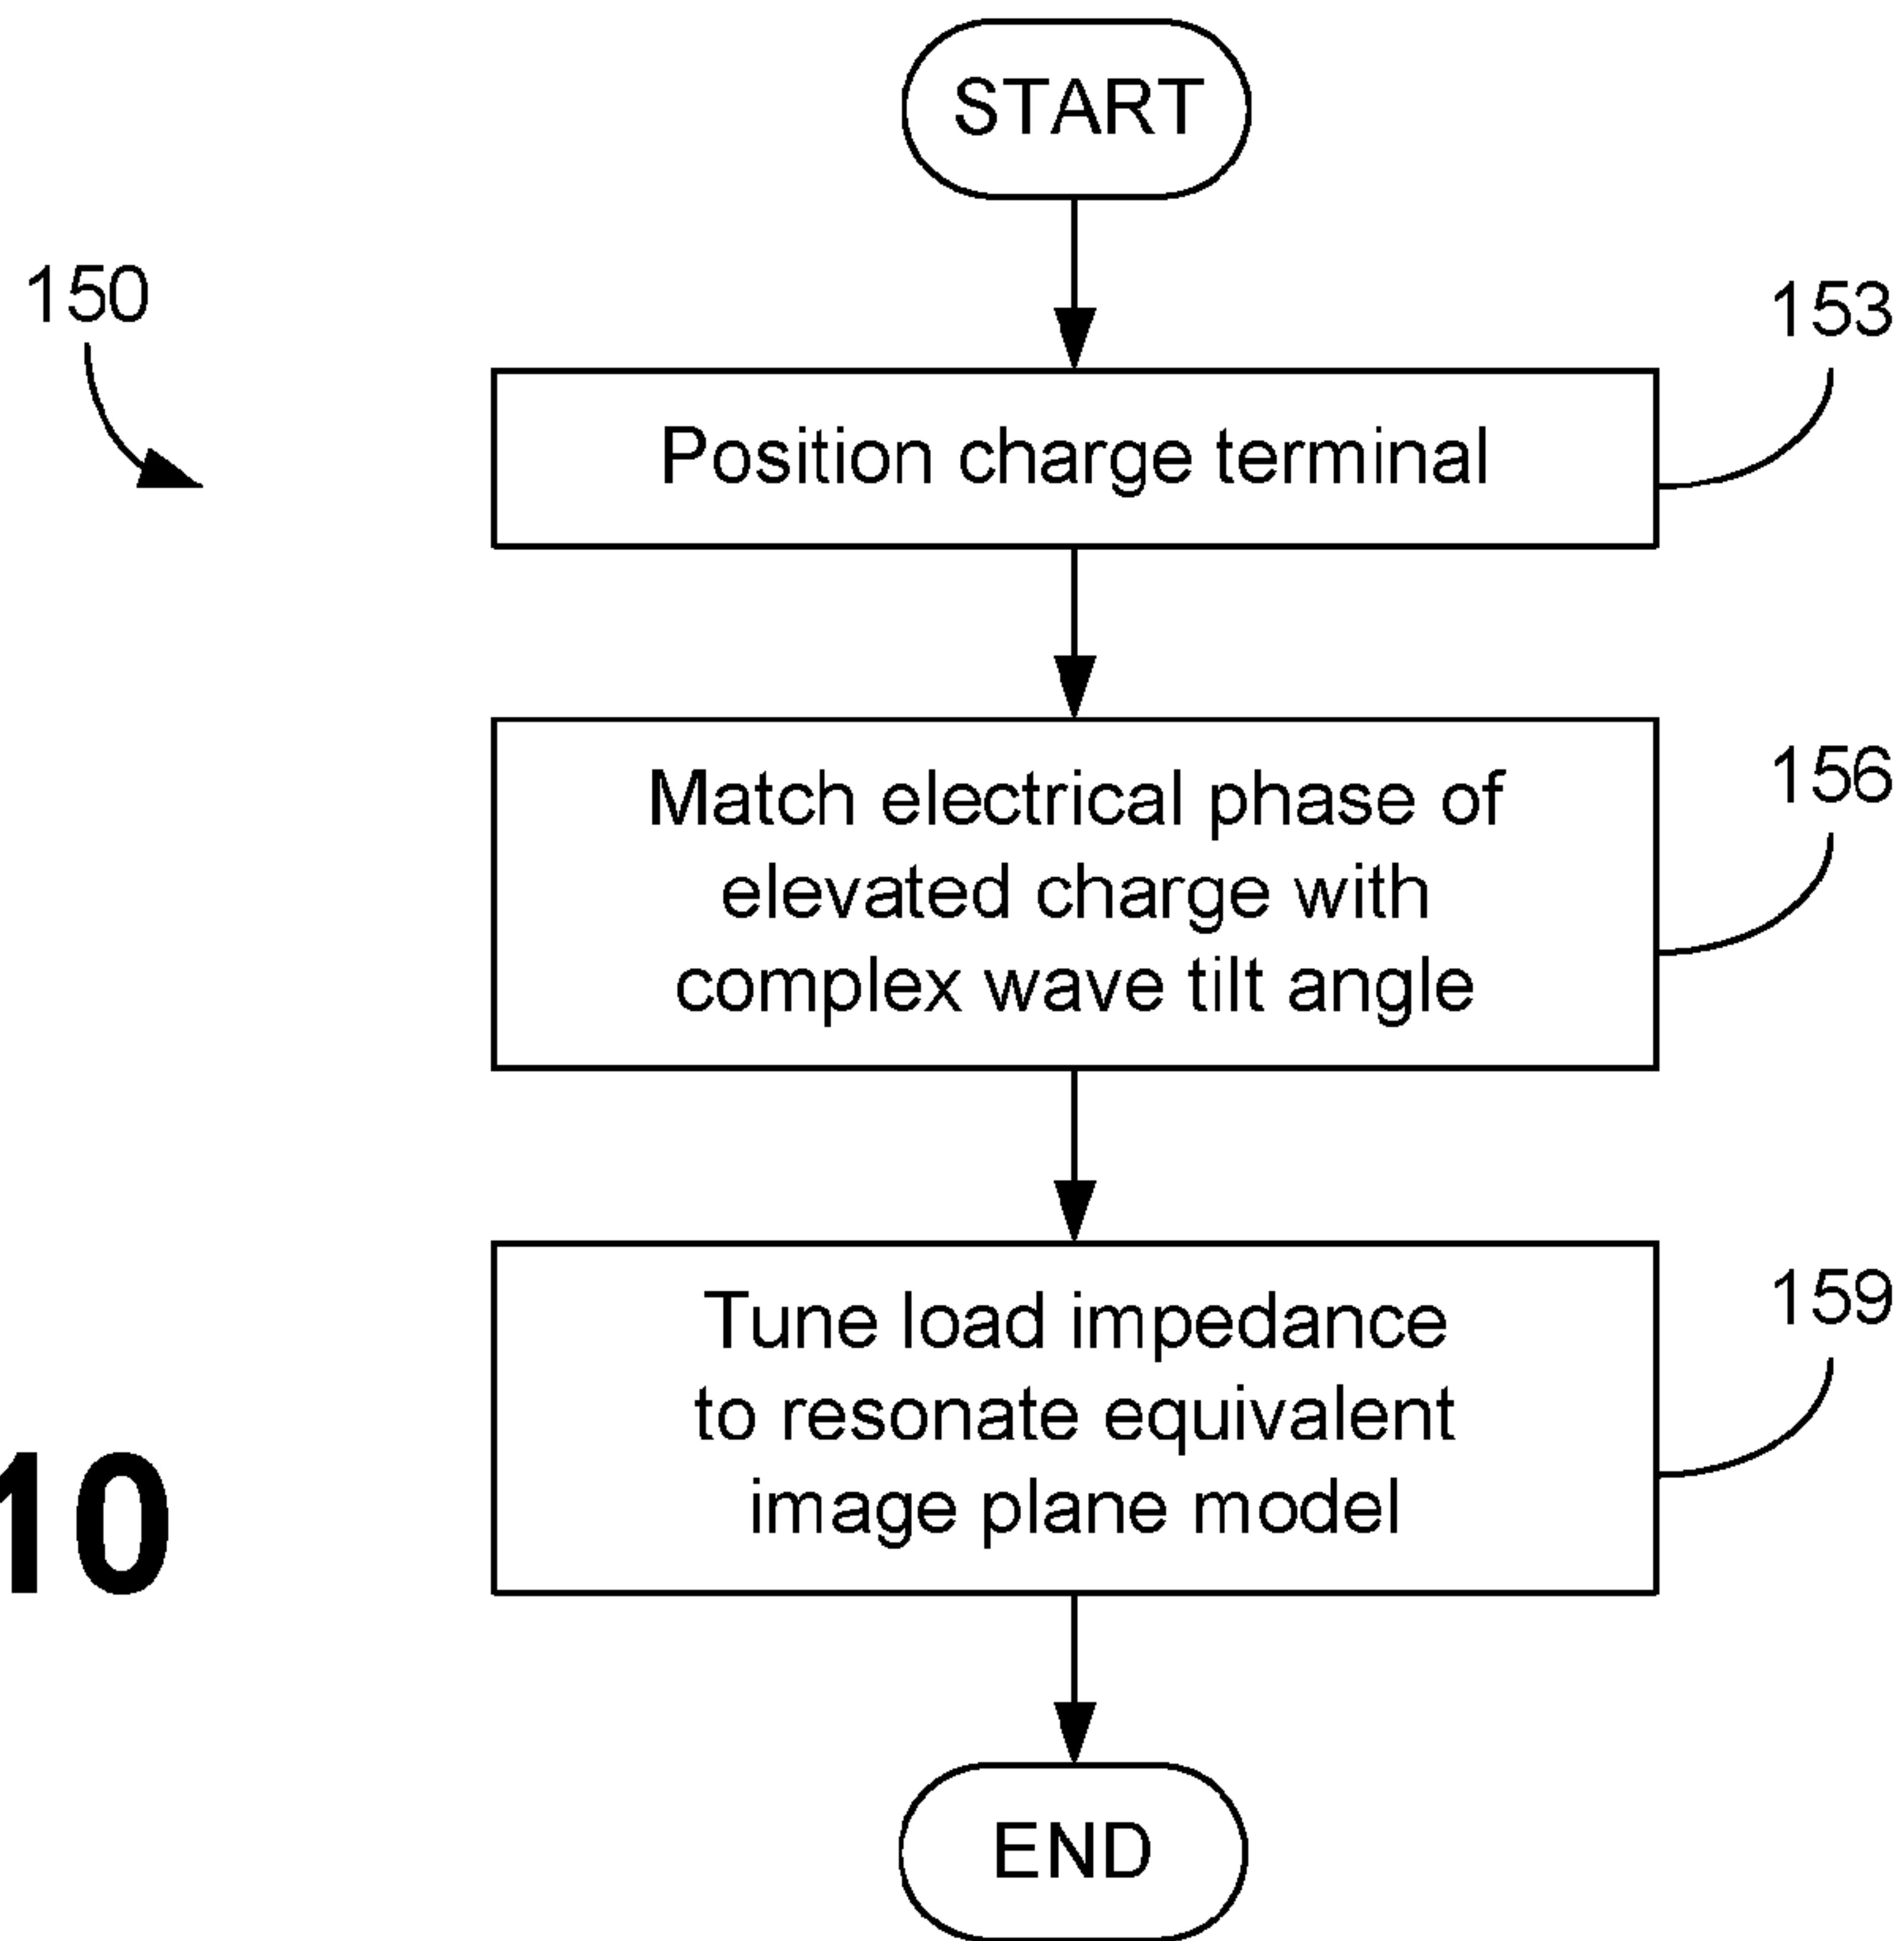 START
150
153
Position charge terminal
156
Match electrical phase of
elevated charge with
complex wave tilt angle
159
Tune load impedance
to resonate equivalent
image plane model
10
END